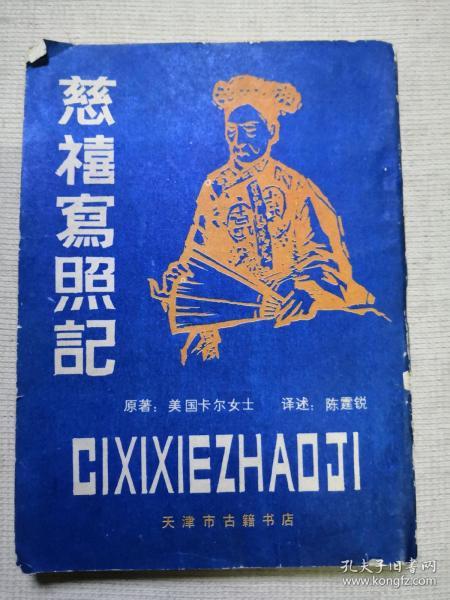 慈禧寫照記
原著：美国卡尔女士 译述：陈霆锐
CIXIXIEZHAOJI
天津市古籍书店
孔夫子旧书网
www.kongfz.com